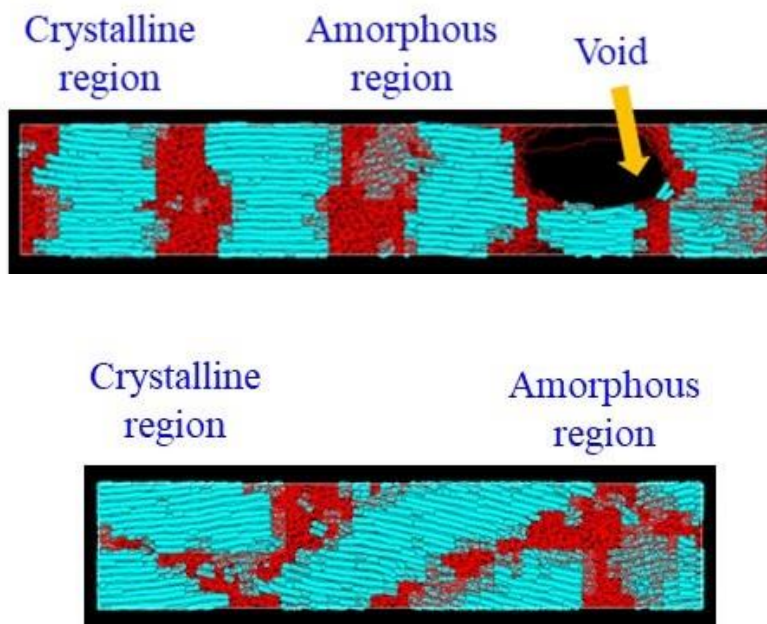 Crystalline
region
Amorphous
region
Void
Crystalline
region
Amorphous
region